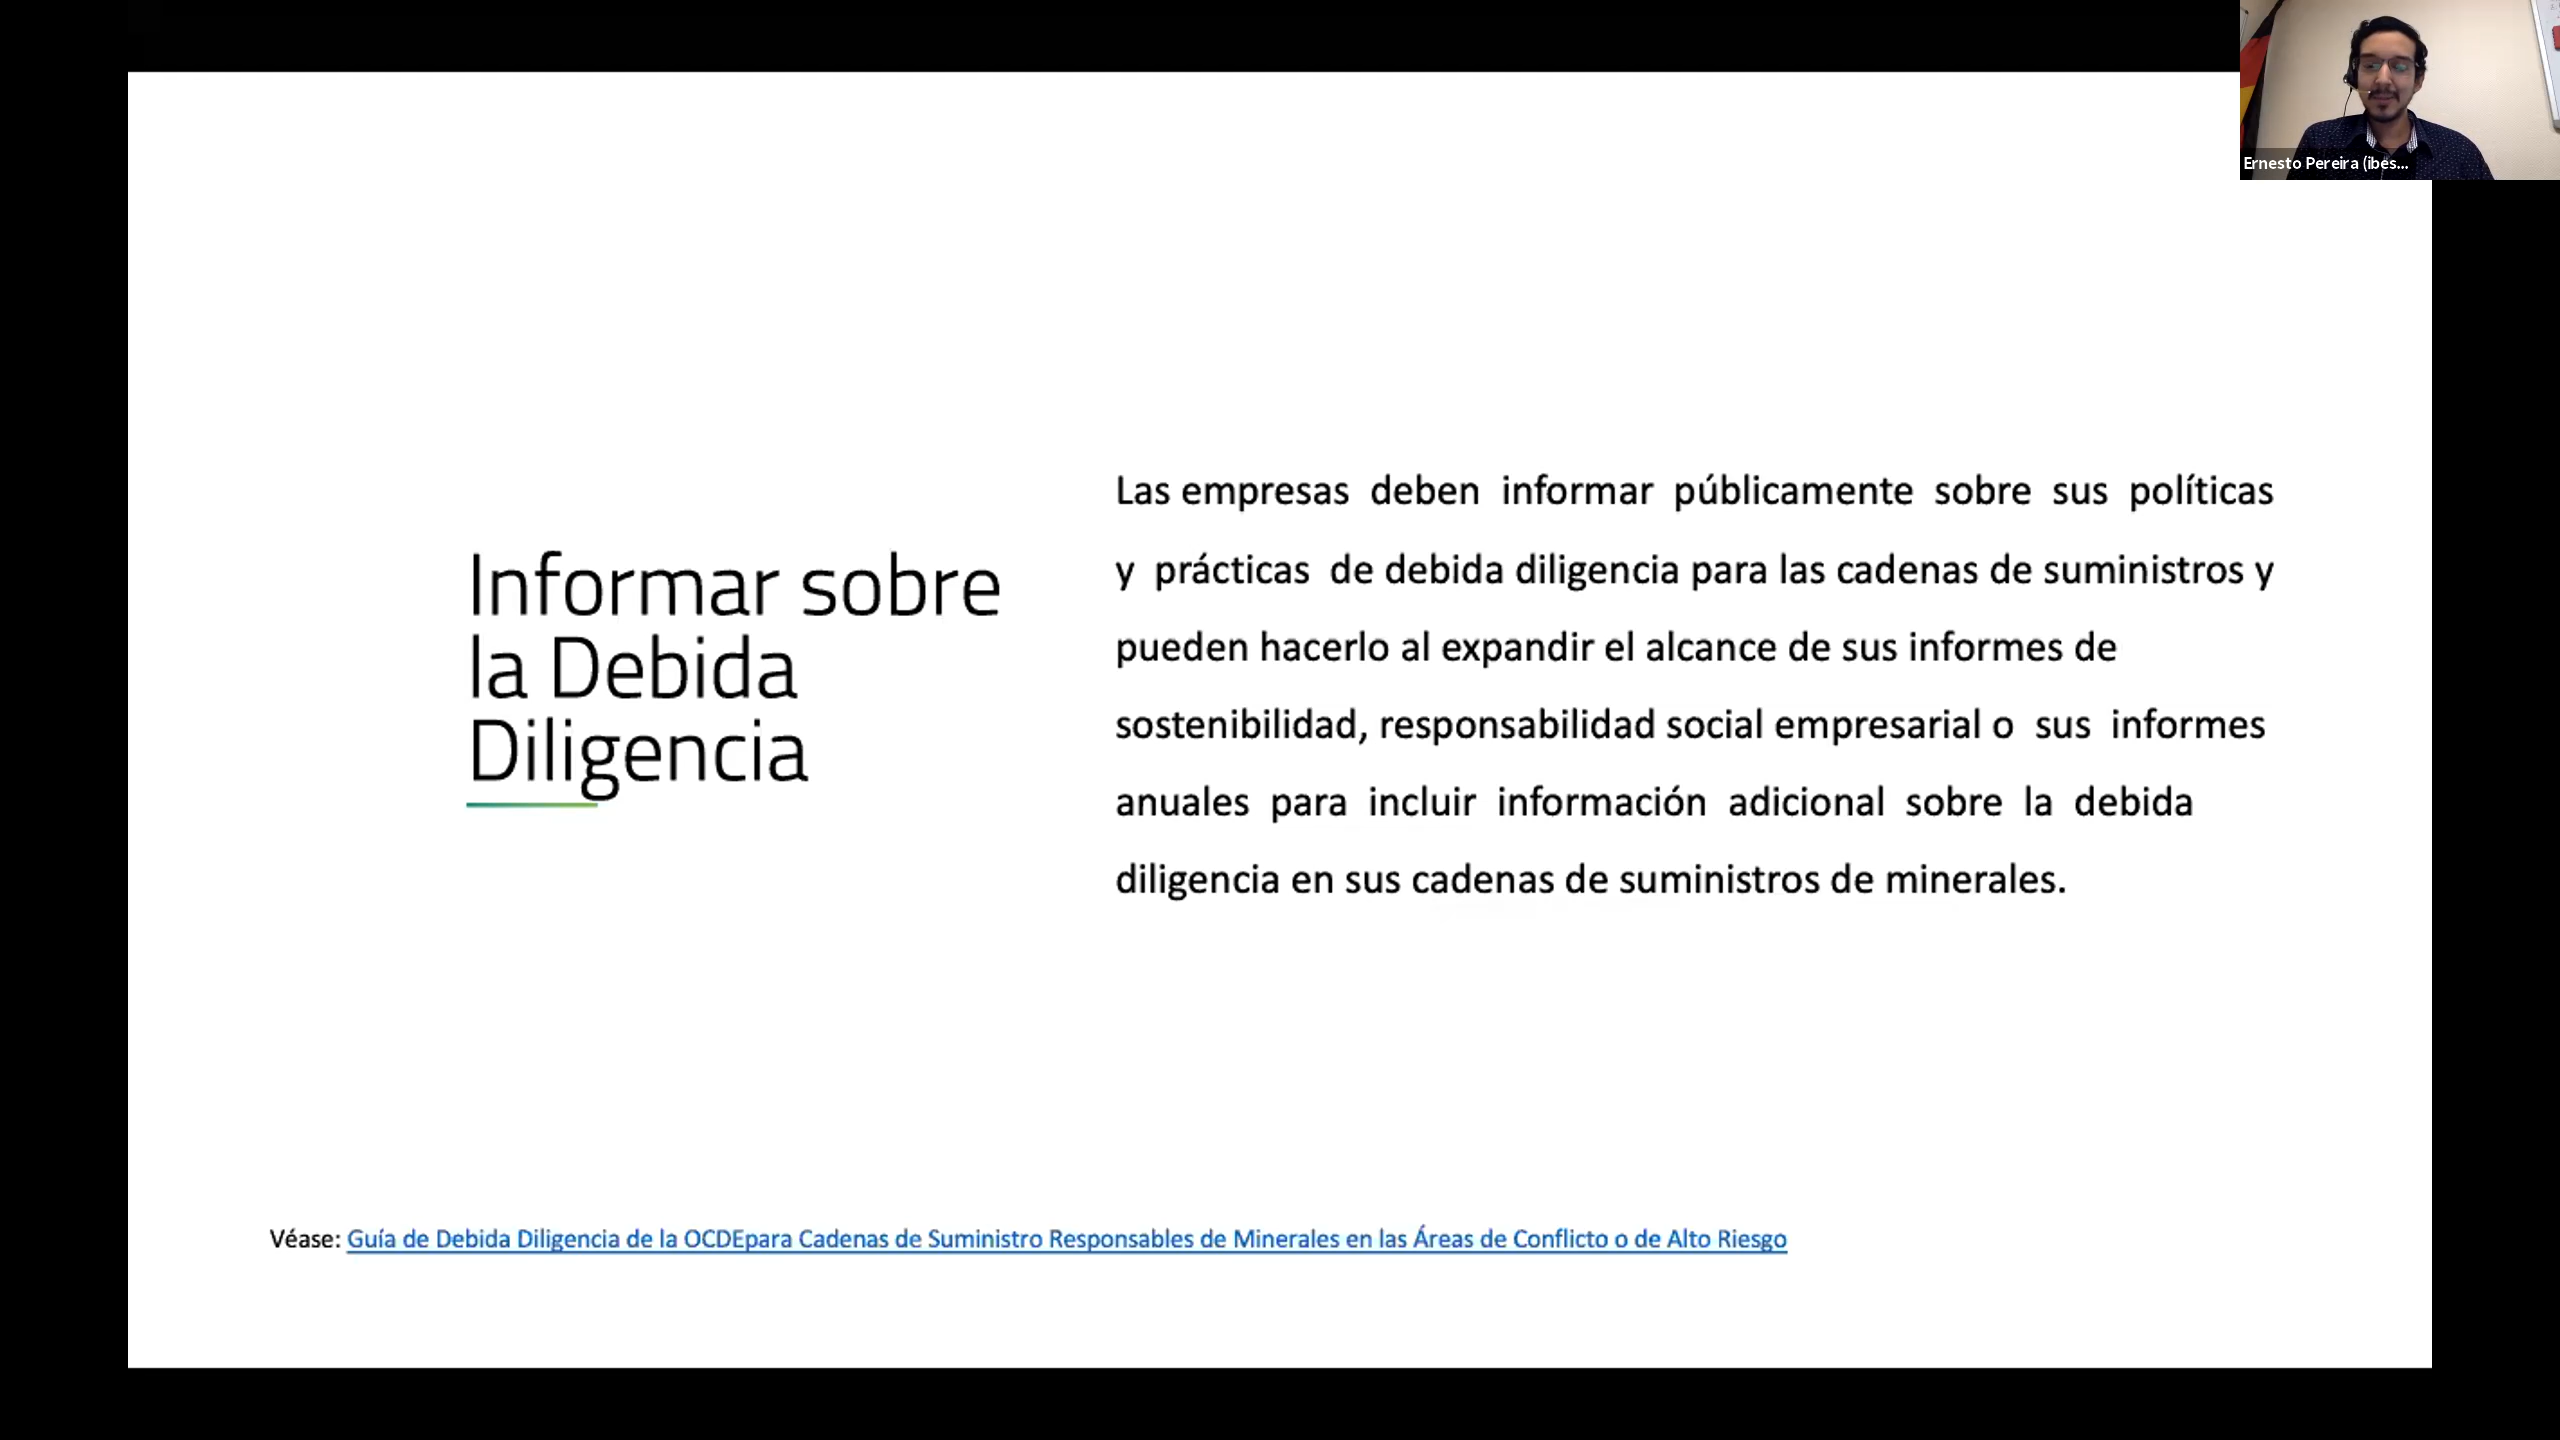 Ernesto Pereira (ibes...
Informar sobre
la Debida
Diligencia
Las empresas deben informar públicamente sobre sus políticas
y prácticas de debida diligencia para las cadenas de suministros y
pueden hacerlo al expandir el alcance de sus informes de
sostenibilidad, responsabilidad social empresarial o sus informes
anuales para incluir información adicional sobre la debida
diligencia en sus cadenas de suministros de minerales.
Véase: Guía de Debida Diligencia de la OCDEpara Cadenas de Suministro Responsables de Minerales en las Áreas de Conflicto o de Alto Riesgo